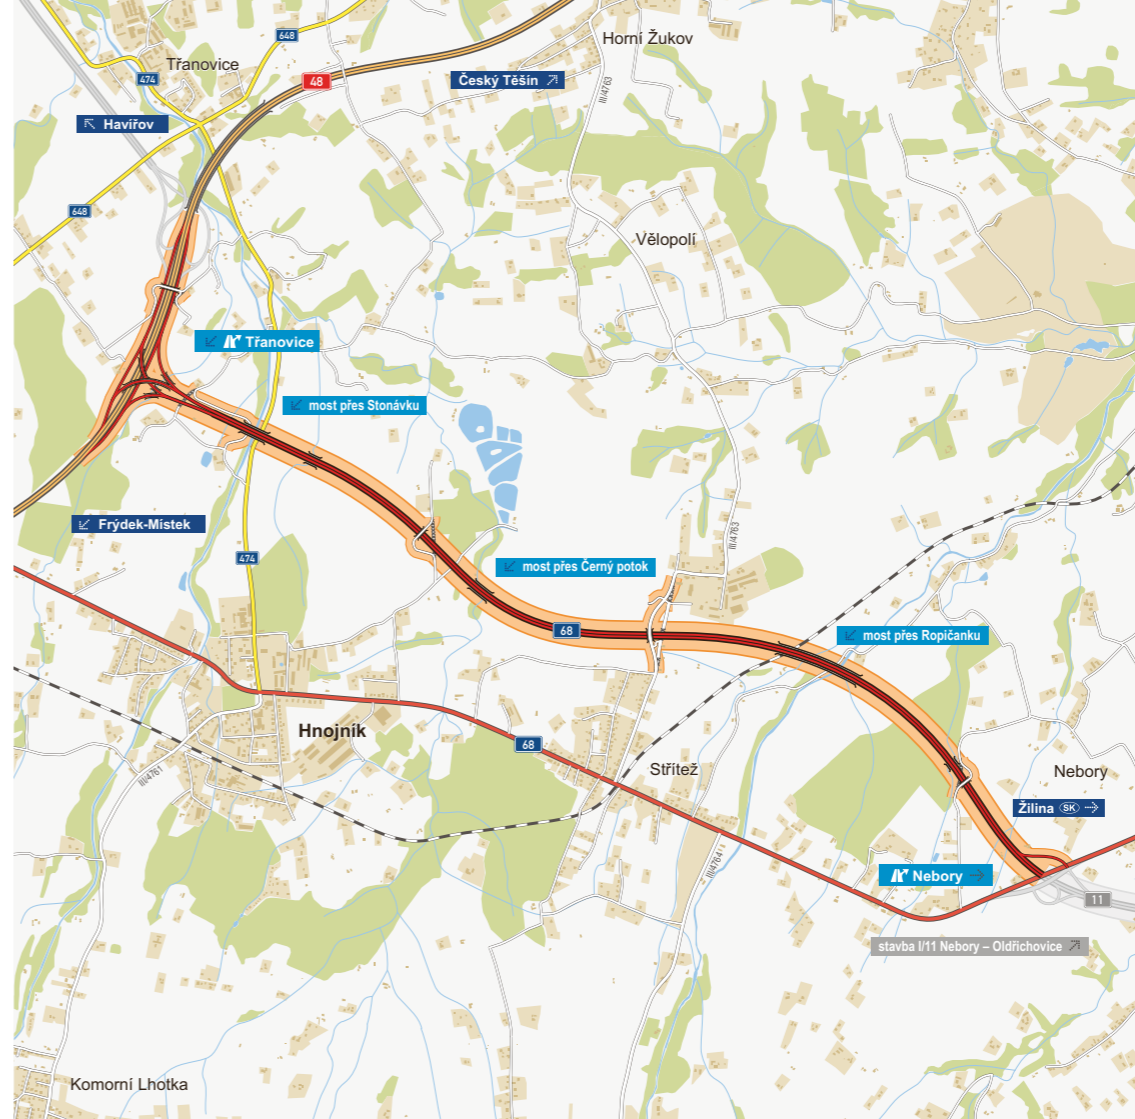 648
Horní Žukov
Třanovice
474
48
Český Těšín
III/4763
Havířov
648
Vělopolí
Třanovice
most přes Stonávku
Frýdek-Místek
III/4763
474
most přes Černý potok
68
most přes Ropičanku
Hnojník
68
III/4761
Střítež
Nebory
Žilina SK
III/4764
Nebory
11
stavba I/11 Nebory – Oldřichovice
Komorní Lhotka